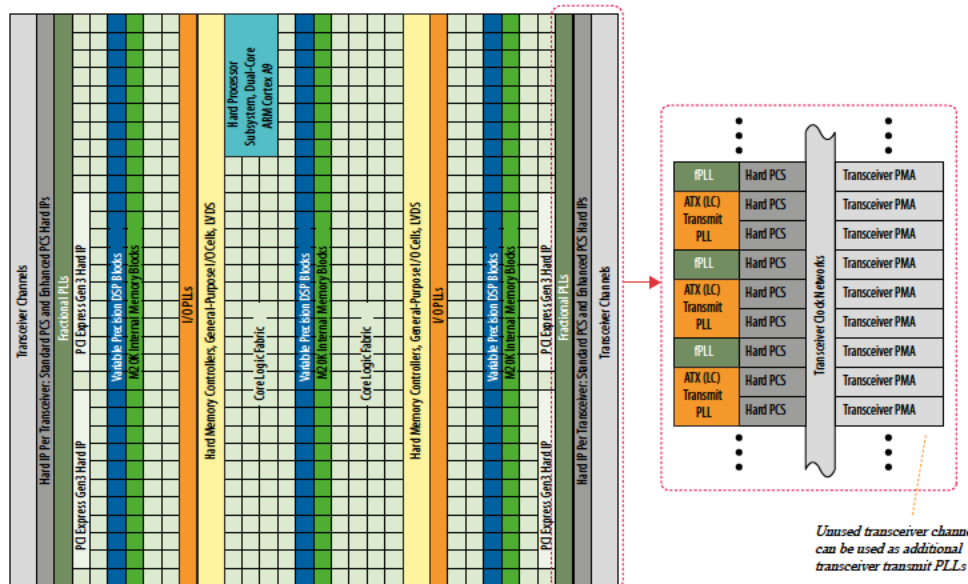 Transceiver Channels
Hard IP Per Transceiver: Standard PCS and Enhanced PCS Hard IPs
Fractional PLLs
PCI Express Gen3 Hard IP
PCI Express Gen3 Hard IP
Variable Precision DSP Blocks
M20K Internal Memory Blocks
I/O PLLs
Hard Memory Controllers, General-Purpose I/O Cells, LVDS
Hard Processor
Subsystem, Dual-Core
ARM Cortex A9
Core Logic Fabric
Variable Precision DSP Blocks
M20K Internal Memory Blocks
Core Logic Fabric
Hard Memory Controllers, General-Purpose I/O Cells, LVDS
I/O PLLs
Variable Precision DSP Blocks
M20K Internal Memory Blocks
PCI Express Gen3 Hard IP
PCI Express Gen3 Hard IP
Fractional PLLs
Hard IP Per Transceiver: Standard PCS and Enhanced PCS Hard IPs
Transceiver Channels
fPLL
ATX (LC)
Transmit
PLL
fPLL
ATX (LC)
Transmit
PLL
fPLL
ATX (LC)
Transmit
PLL
Hard PCS
Hard PCS
Hard PCS
Hard PCS
Hard PCS
Hard PCS
Hard PCS
Hard PCS
Hard PCS
Transceiver Clock Networks
Transceiver PMA
Transceiver PMA
Transceiver PMA
Transceiver PMA
Transceiver PMA
Transceiver PMA
Transceiver PMA
Transceiver PMA
Transceiver PMA
Unused transceiver
can be used as additional
transceiver transmit PLLs